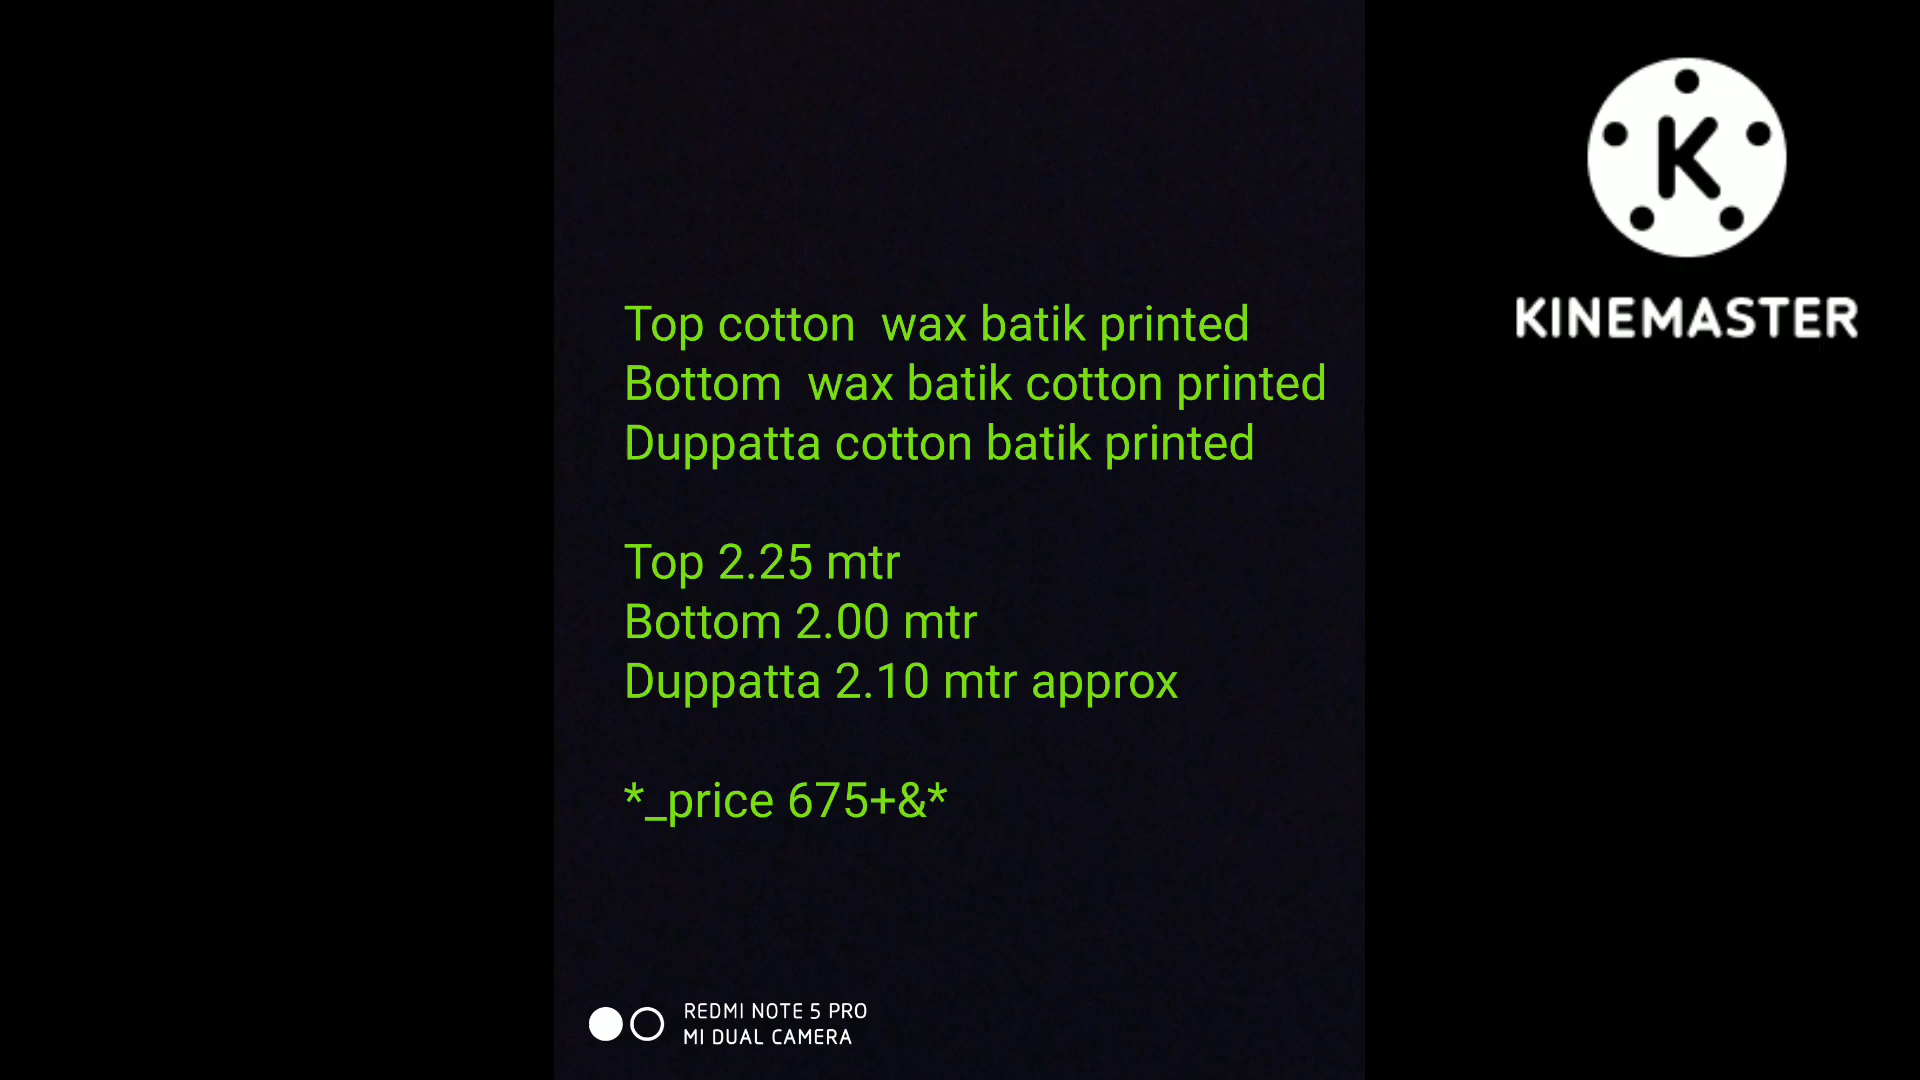 Top cotton  wax batik printed
Bottom  wax batik cotton printed
Duppatta cotton batik printed
Top 2.25 mtr
Bottom 2.00 mtr
Duppatta 2.10 mtr approx
*_price 675+&*
K
KINEMASTER
REDMI NOTE 5 PRO
MI DUAL CAMERA